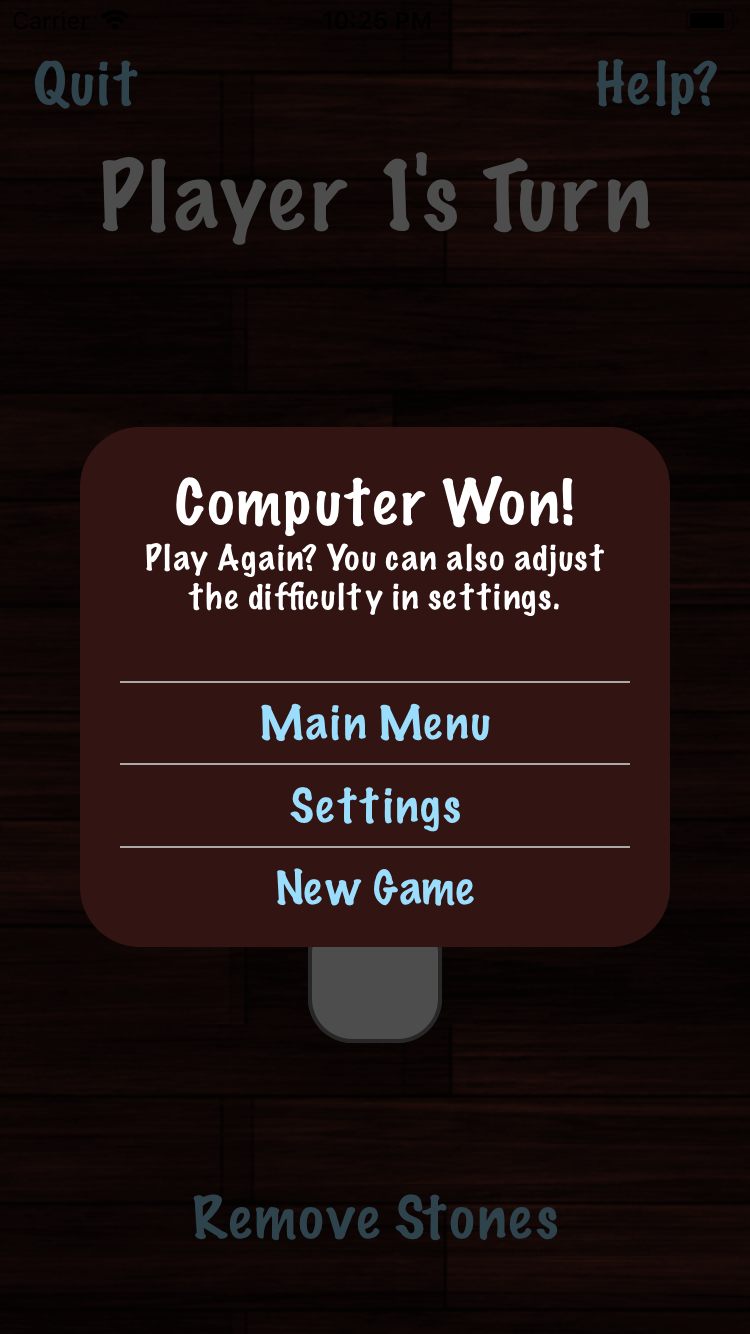 Carrier 10:25 PM
Quit Help?
Player 1's Turn
Computer Won!
Play Again? You can also adjust
the difficulty in settings.
Main Menu
Settings
New Game
Remove Stones